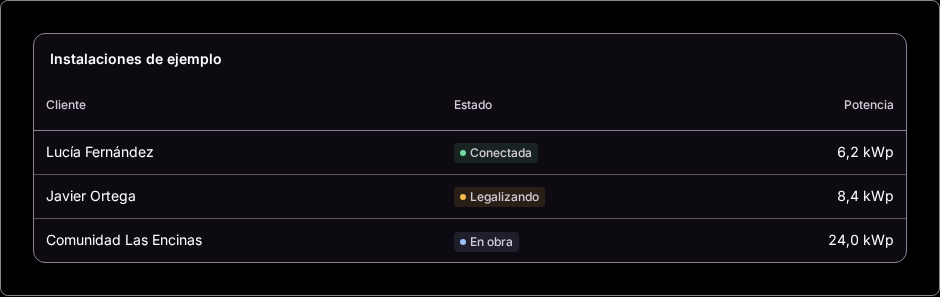 Instalaciones de ejemplo
Cliente Estado Potencia
Lucía Fernández Conectada 6,2 kWp
Javier Ortega Legalizando 8,4 kWp
Comunidad Las Encinas En obra 24,0 kWp